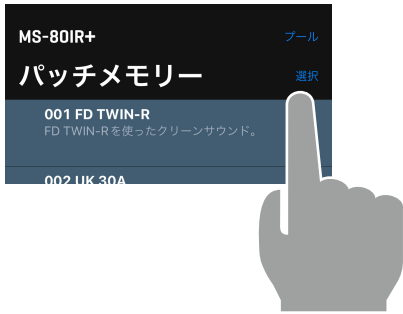 MS-80IR+
プール
パッチメモリー
選択
001 FD TWIN-R
FD TWIN-Rを使ったクリーンサウンド。
002 UK 30A